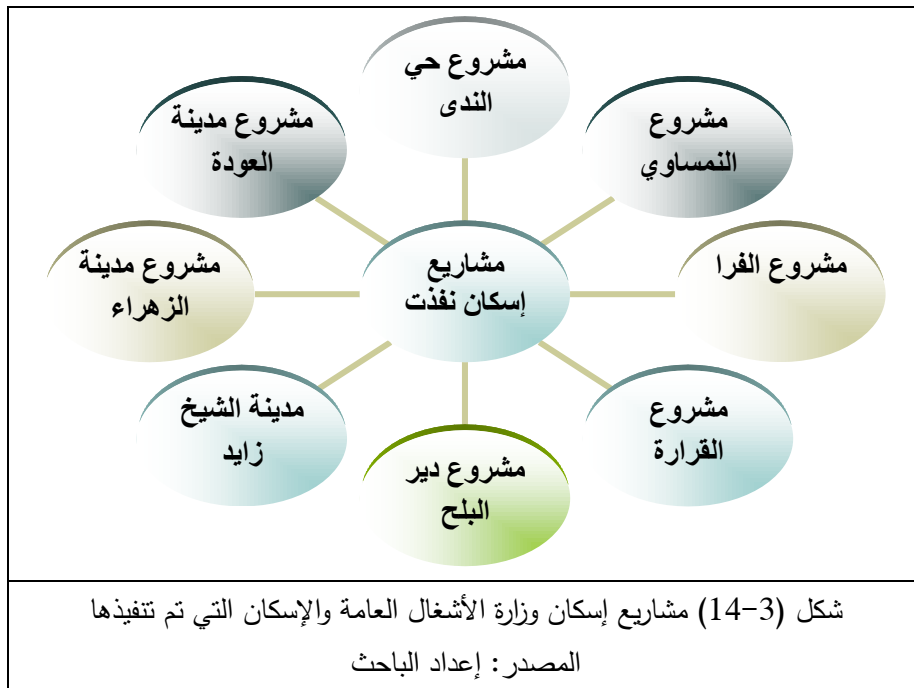 مشروع حي
الندى
مشروع
النمساوي
مشروع الفرا
مشروع
القرارة
مشروع دير
البلح
مدينة الشيخ
زايد
مشروع مدينة
الزهراء
مشروع مدينة
العودة
مشاريع
إسكان نفذت
شكل (3-14) مشاريع إسكان وزارة الأشغال العامة والإسكان التي تم تنفيذها
المصدر: إعداد الباحث